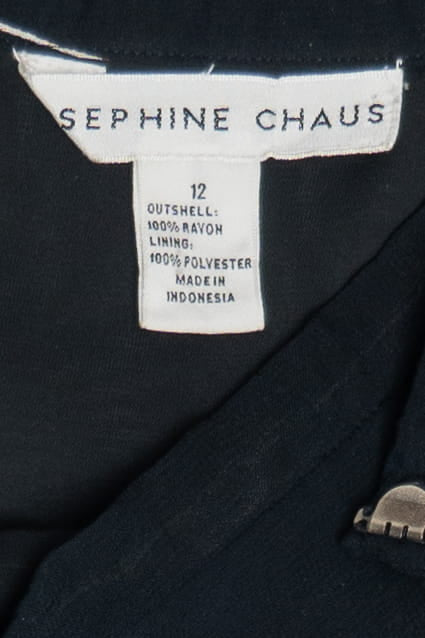 SEPHINE CHAUS
12
OUTSHELL:
100% RAYON
LINING:
100% POLYESTER
MADE IN
INDONESIA